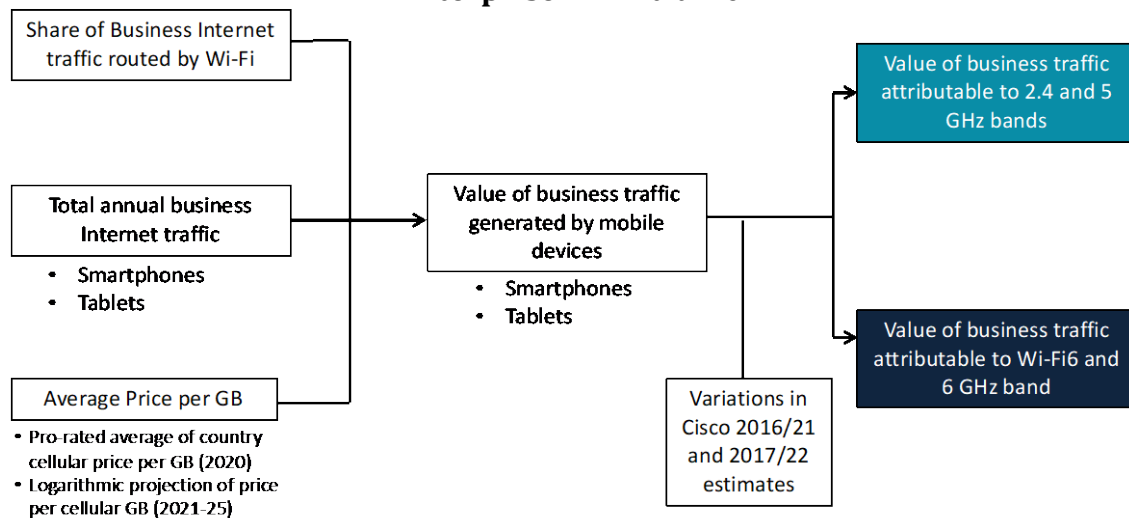 Share of Business Internet
traffic routed by Wi-Fi
Total annual business
Internet traffic
• Smartphones
• Tablets
Average Price per GB
• Pro-rated average of country
cellular price per GB (2020)
• Logarithmic projection of price
per cellular GB (2021-25)
Value of business traffic
generated by mobile
devices
• Smartphones
• Tablets
Variations in
Cisco 2016/21
and 2017/22
estimates
Value of business traffic
attributable to 2.4 and 5
GHz bands
Value of business traffic
attributable to Wi-Fi6 and
6 GHz band